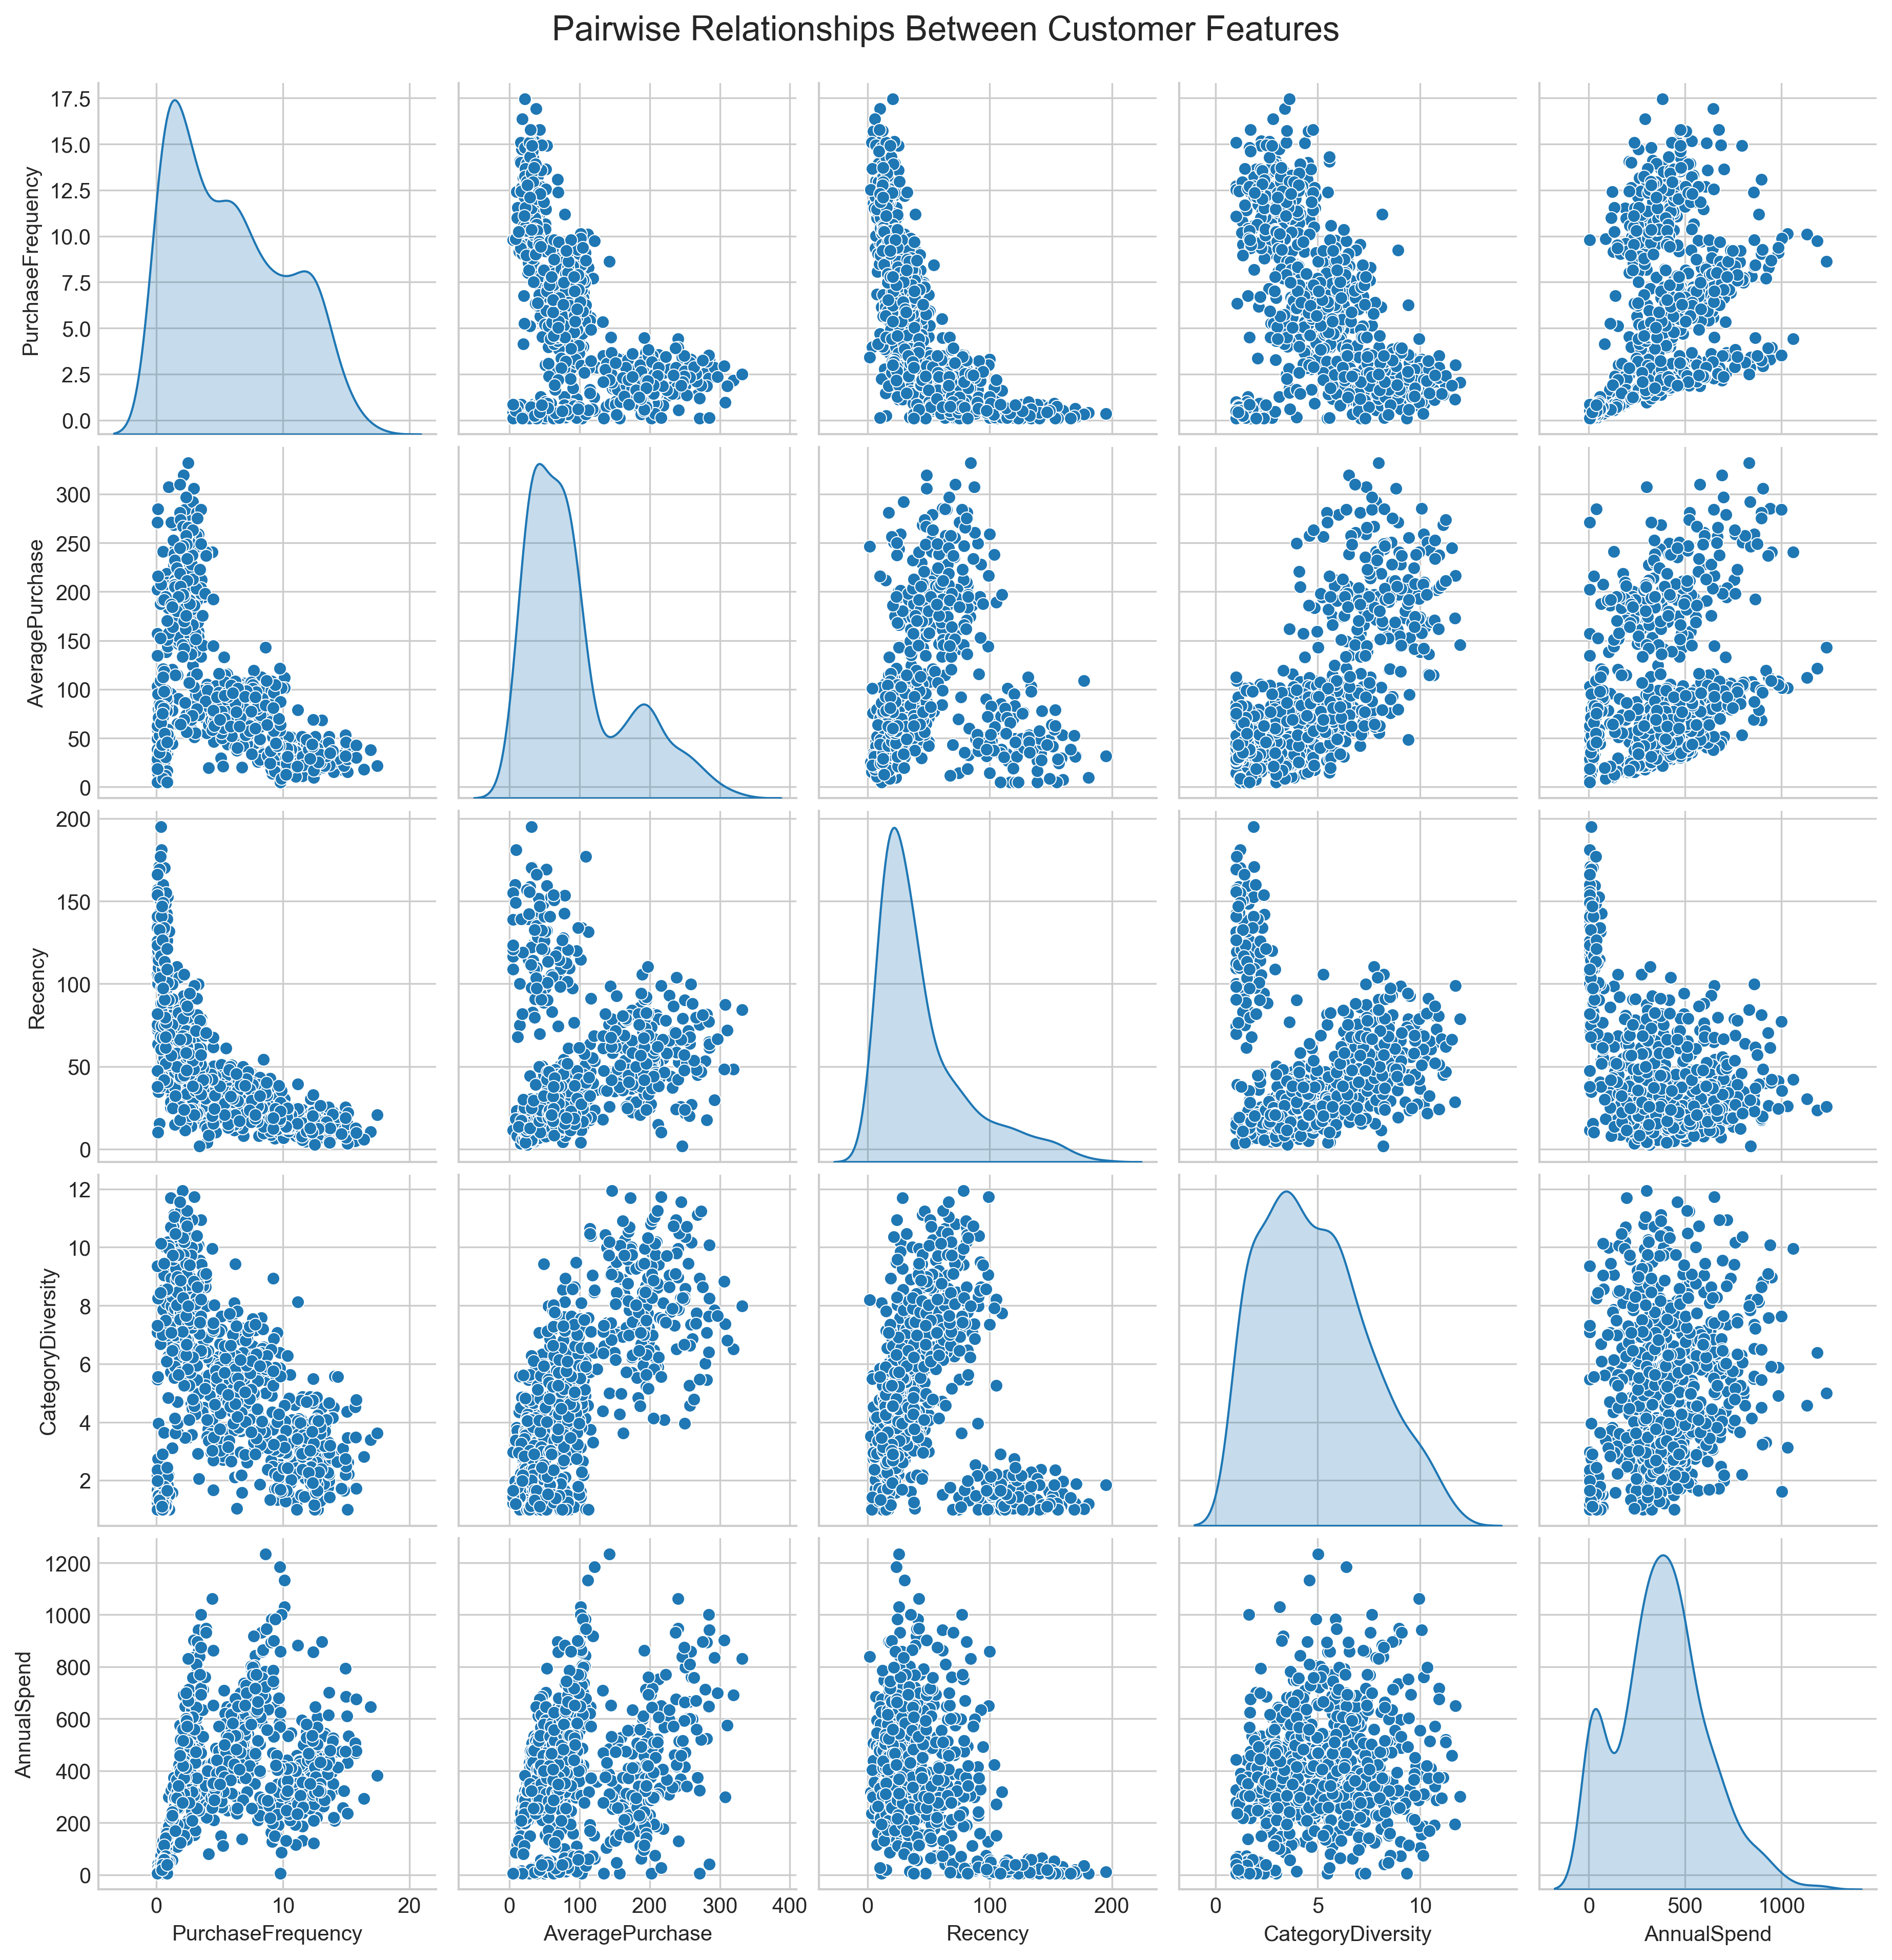 Pairwise Relationships Between Customer Features
17.5
15.0
12.5
10.0
7.5
5.0
2.5
0.0
PurchaseFrequency
300
250
200
150
100
50
0
AveragePurchase
200
150
100
50
0
Recency
12
10
8
6
4
2
CategoryDiversity
1200
1000
800
600
400
200
0
AnnualSpend
0 10 20
PurchaseFrequency
0 100 200 300 400
AveragePurchase
0 100 200
Recency
0 5 10
CategoryDiversity
0 500 1000
AnnualSpend